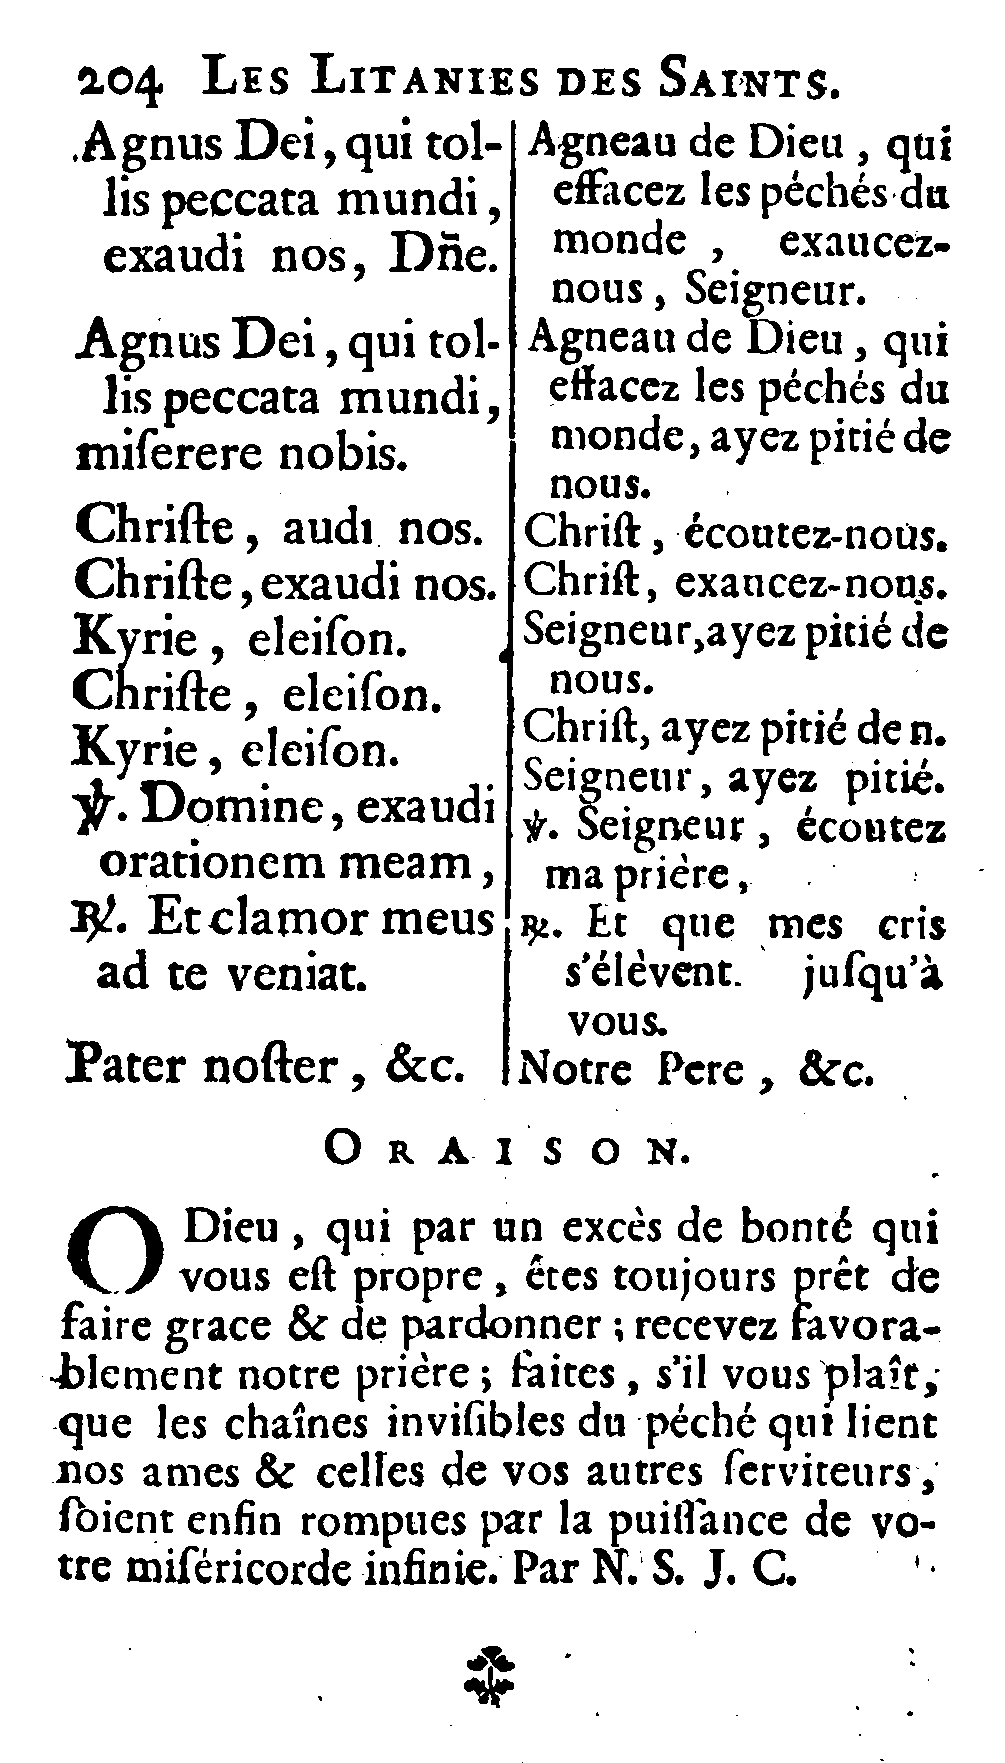 204 LES LITANIES DES SAINTS.
Agnus Dei, qui tol-
lis peccata mundi,
exaudi nos, Dñe.
Agnus Dei, qui tol-
lis peccata mundi,
miſerere nobis.
Chriſte, audi nos.
Chriſte, exaudi nos.
Kyrie, eleiſon.
Chriſte, eleiſon.
Kyrie, eleiſon.
℣. Domine, exaudi
orationem meam,
℟. Et clamor meus
ad te veniat.
Pater noſter, &c.
Agneau de Dieu, qui
effacez les péchés du
monde, exaucez-
nous, Seigneur.
Agneau de Dieu, qui
effacez les péchés du
monde, ayez pitié de
nous.
Chriſt, écoutez-nous.
Chriſt, exaucez-nous.
Seigneur, ayez pitié de
nous.
Chriſt, ayez pitié de n.
Seigneur, ayez pitié.
℣. Seigneur, écoutez
ma prière,
℟. Et que mes cris
s'élèvent juſqu'à
vous.
Notre Pere, &c.
ORAISON.
O Dieu, qui par un excès de bonté qui
vous eſt propre, êtes toujours prêt de
faire grace & de pardonner; recevez favora-
blement notre prière; faites, s'il vous plaît,
que les chaînes inviſibles du péché qui lient
nos ames & celles de vos autres ſerviteurs,
ſoient enfin rompues par la puiſſance de vo-
tre miſéricorde infinie. Par N. S. J. C.